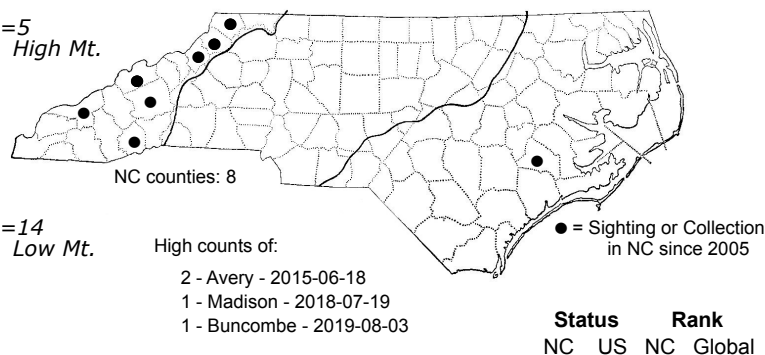 =5
High Mt.
NC counties: 8
=14
Low Mt.
High counts of:
2 - Avery - 2015-06-18
1 - Madison - 2018-07-19
1 - Buncombe - 2019-08-03
● = Sighting or Collection
in NC since 2005
Status Rank
NC US NC Global